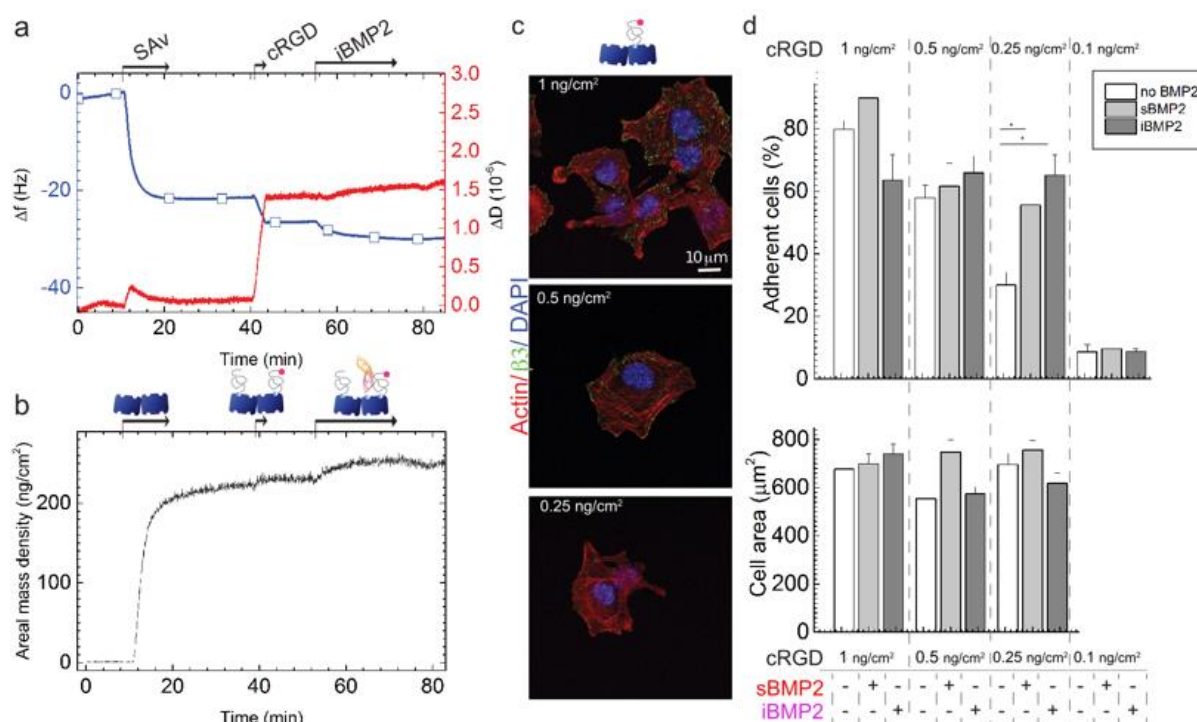 a
SAv
cRGD
iBMP2
0
-20
-40
Δf (Hz)
3.0
2.5
2.0
1.5
1.0
0.5
0.0
ΔD (10⁻⁶)
0 20 40 60 80
Time (min)
b
200
100
0
Areal mass density (ng/cm²)
0 20 40 60 80
Time (min)
c
Actin/β3/ DAPI
1 ng/cm²
10 μm
0.5 ng/cm²
0.25 ng/cm²
d
cRGD 1 ng/cm² 0.5 ng/cm² 0.25 ng/cm² 0.1 ng/cm²
no BMP2
sBMP2
iBMP2
80
60
40
20
0
Adherent cells (%)
800
600
400
200
0
Cell area (μm²)
cRGD 1 ng/cm² 0.5 ng/cm² 0.25 ng/cm² 0.1 ng/cm²
sBMP2 - + - - + - - + - - + -
iBMP2 - - + - - + - - + - - +